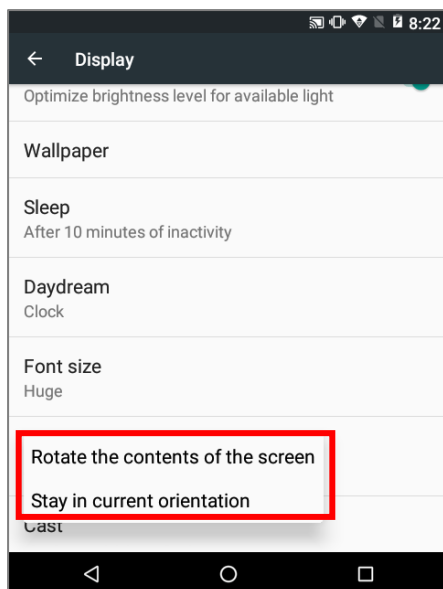 8:22
Display
Optimize brightness level for available light
Wallpaper
Sleep
After 10 minutes of inactivity
Daydream
Clock
Font size
Huge
Rotate the contents of the screen
Stay in current orientation
Cast